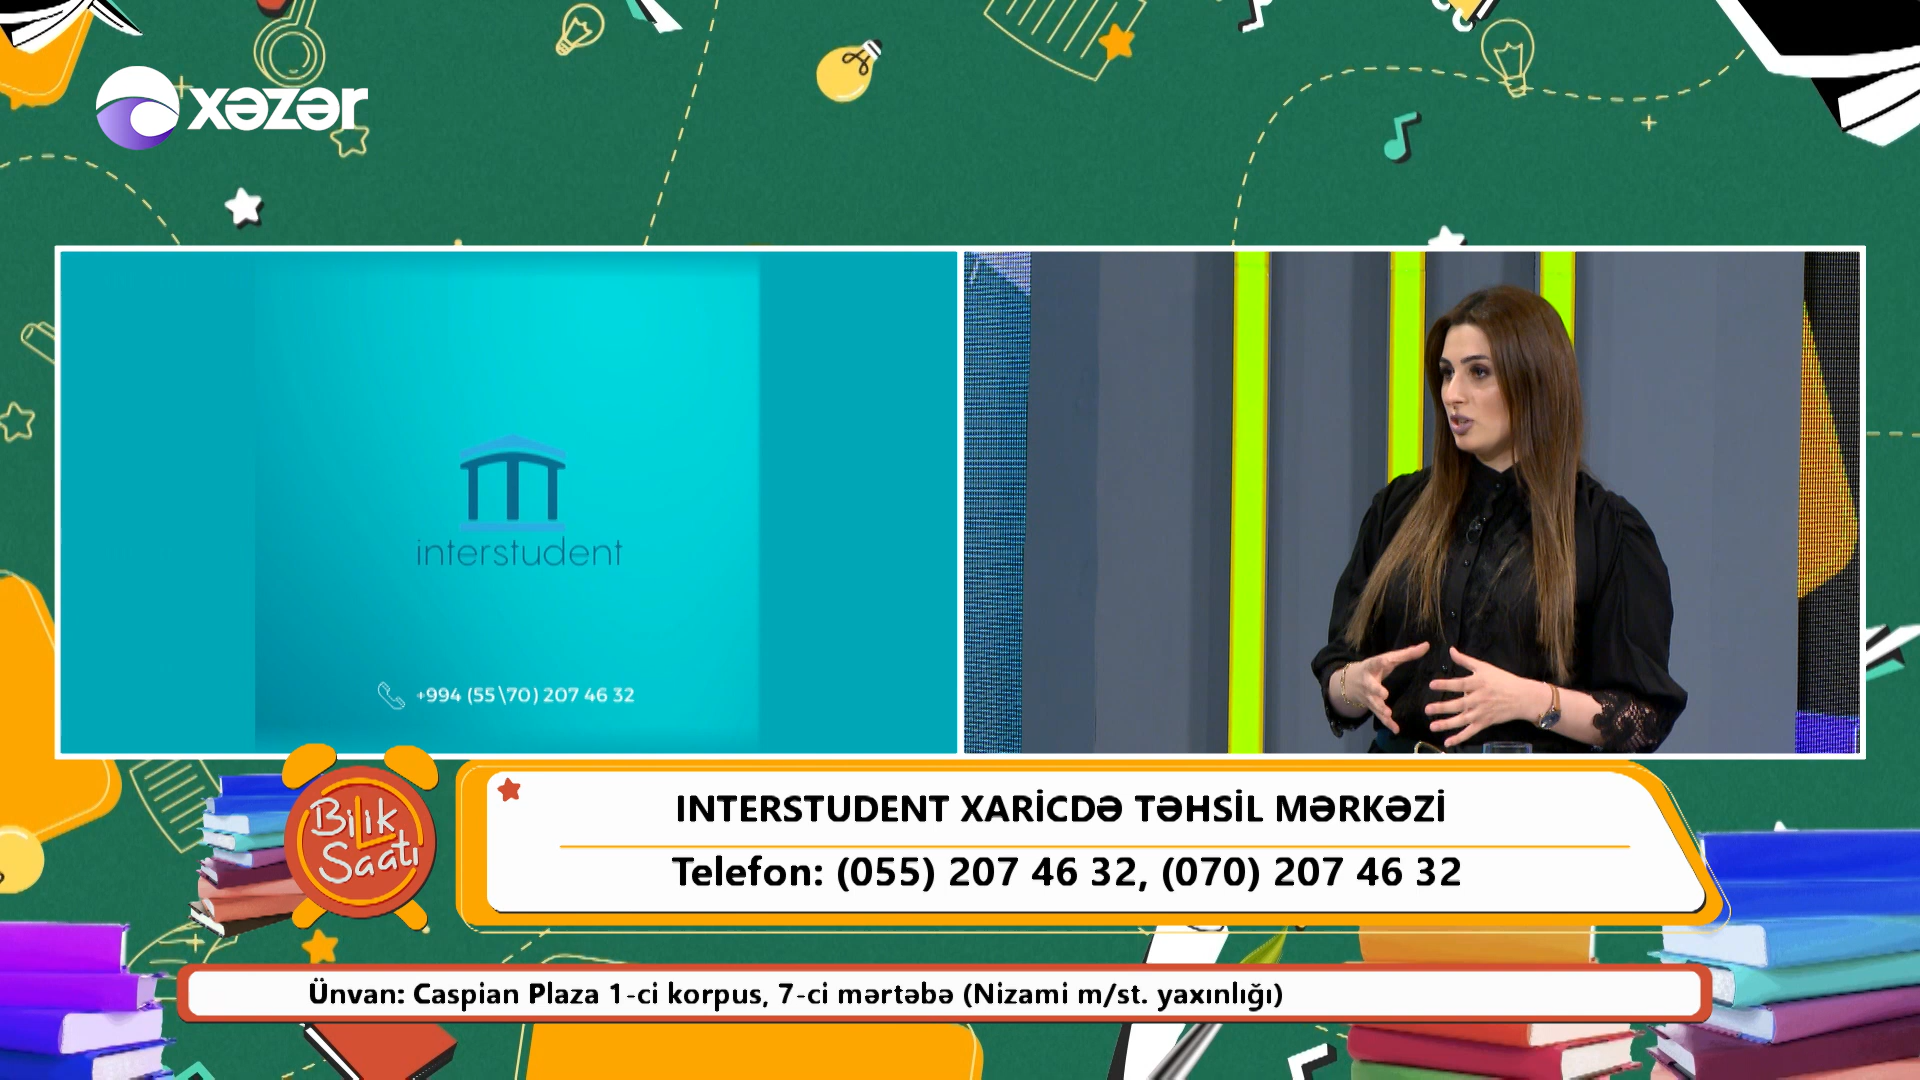 xəzər
interstudent
+994 (55\70) 207 46 32
Bilik
Saatı
INTERSTUDENT XARİCDƏ TƏHSİL MƏRKƏZİ
Telefon: (055) 207 46 32, (070) 207 46 32
Ünvan: Caspian Plaza 1-ci korpus, 7-ci mərtəbə (Nizami m/st. yaxınlığı)